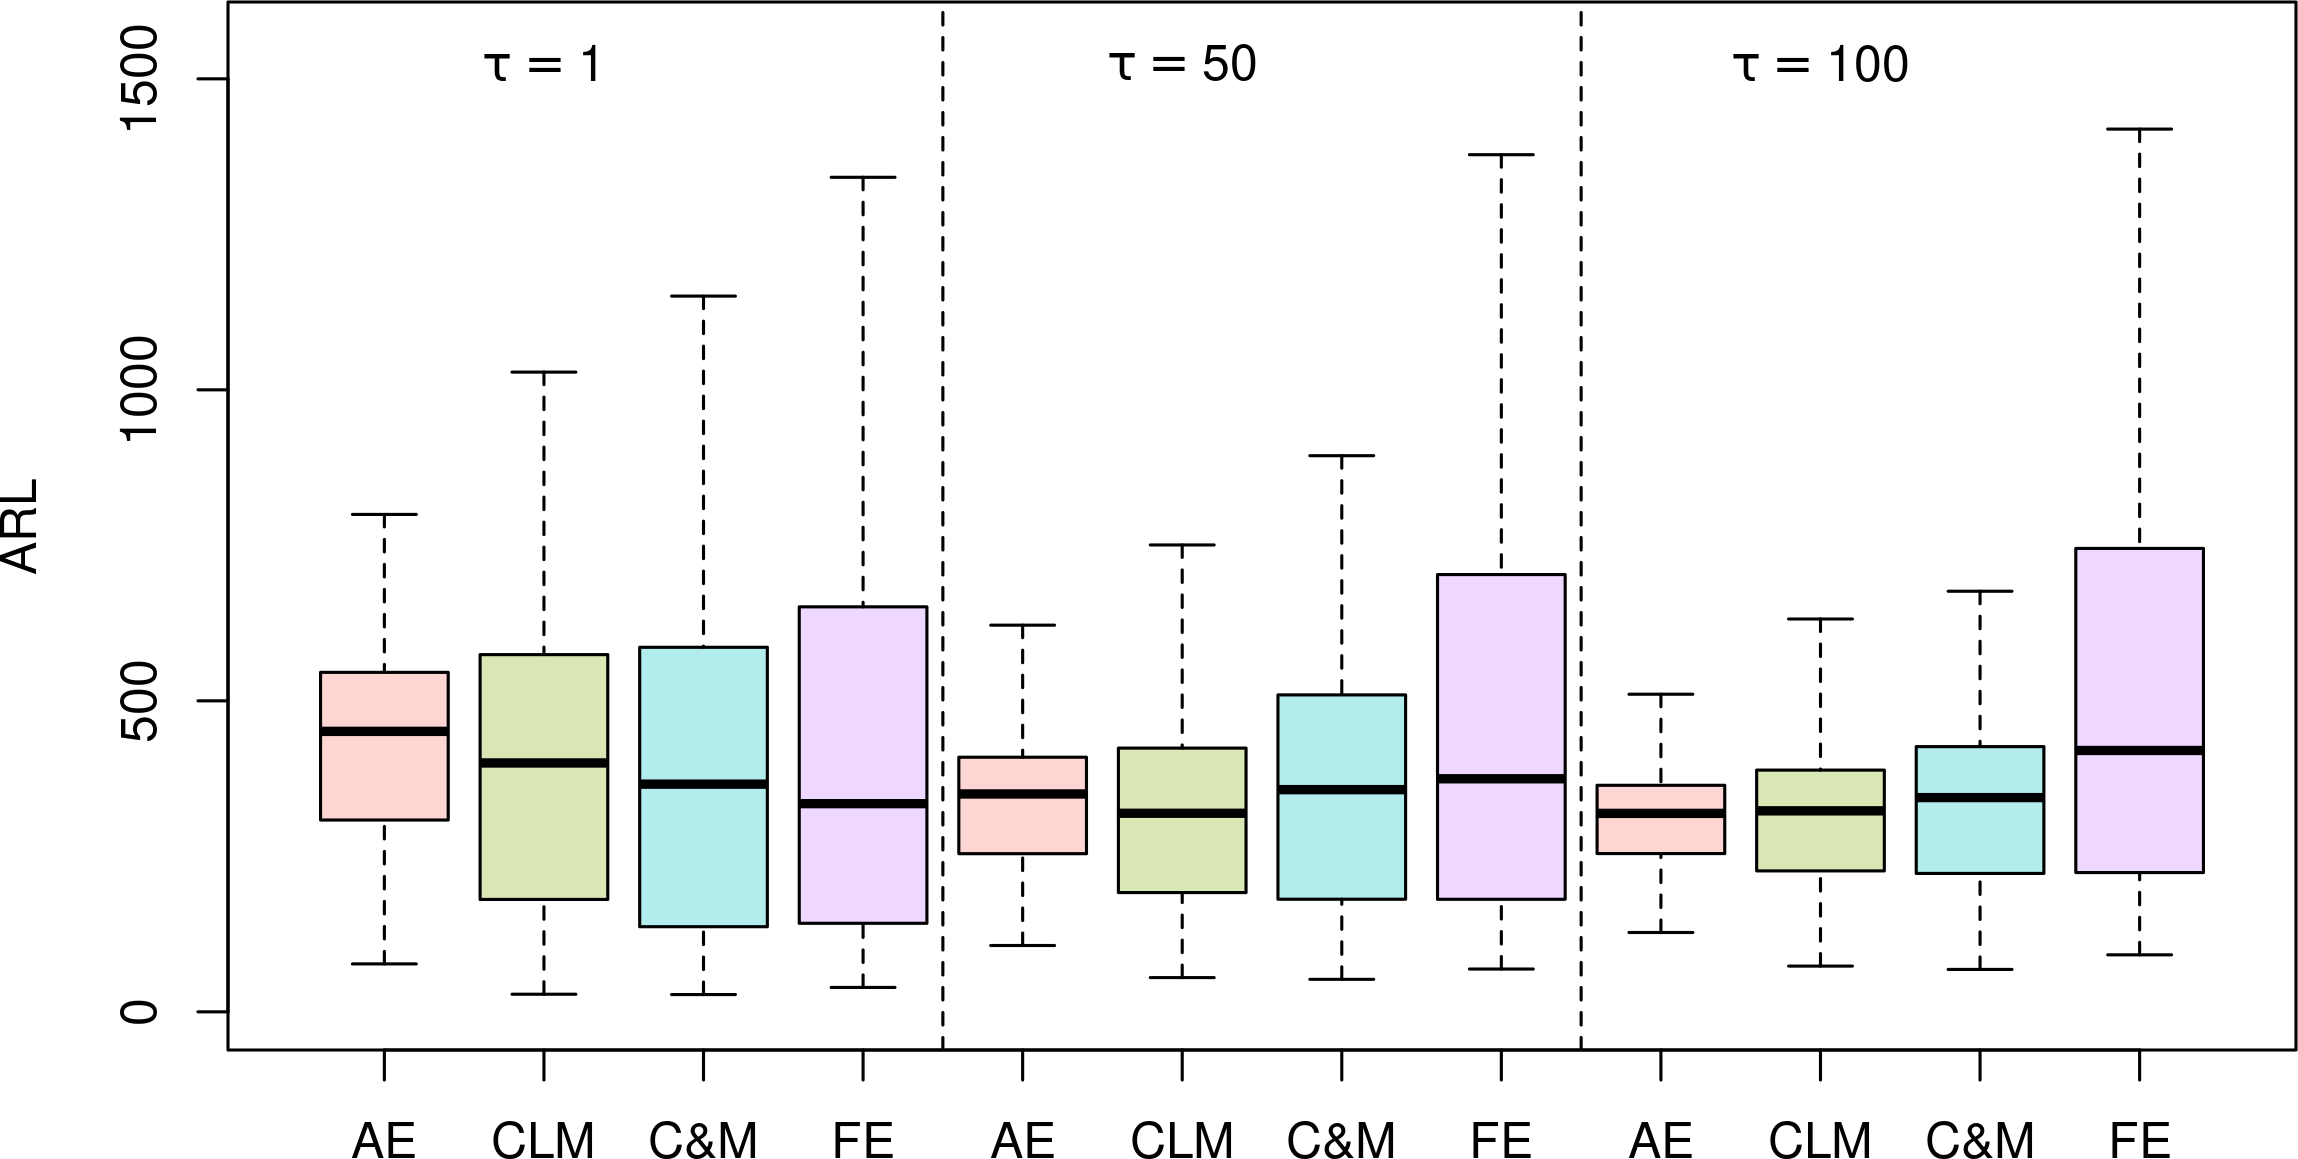 τ = 1
τ = 50
τ = 100
1500
1000
500
0
ARL
AE CLM C&M FE AE CLM C&M FE AE CLM C&M FE